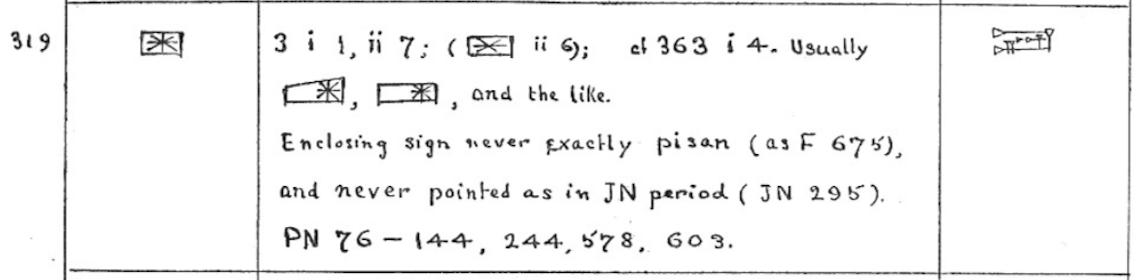 319
3 i 1, ii 7; ( ii 6); cf 363 i 4. Usually
, , and the like.
Enclosing sign never exactly pisan (as F 675),
and never pointed as in JN period (JN 295).
PN 76 – 144, 244, 578, 603.